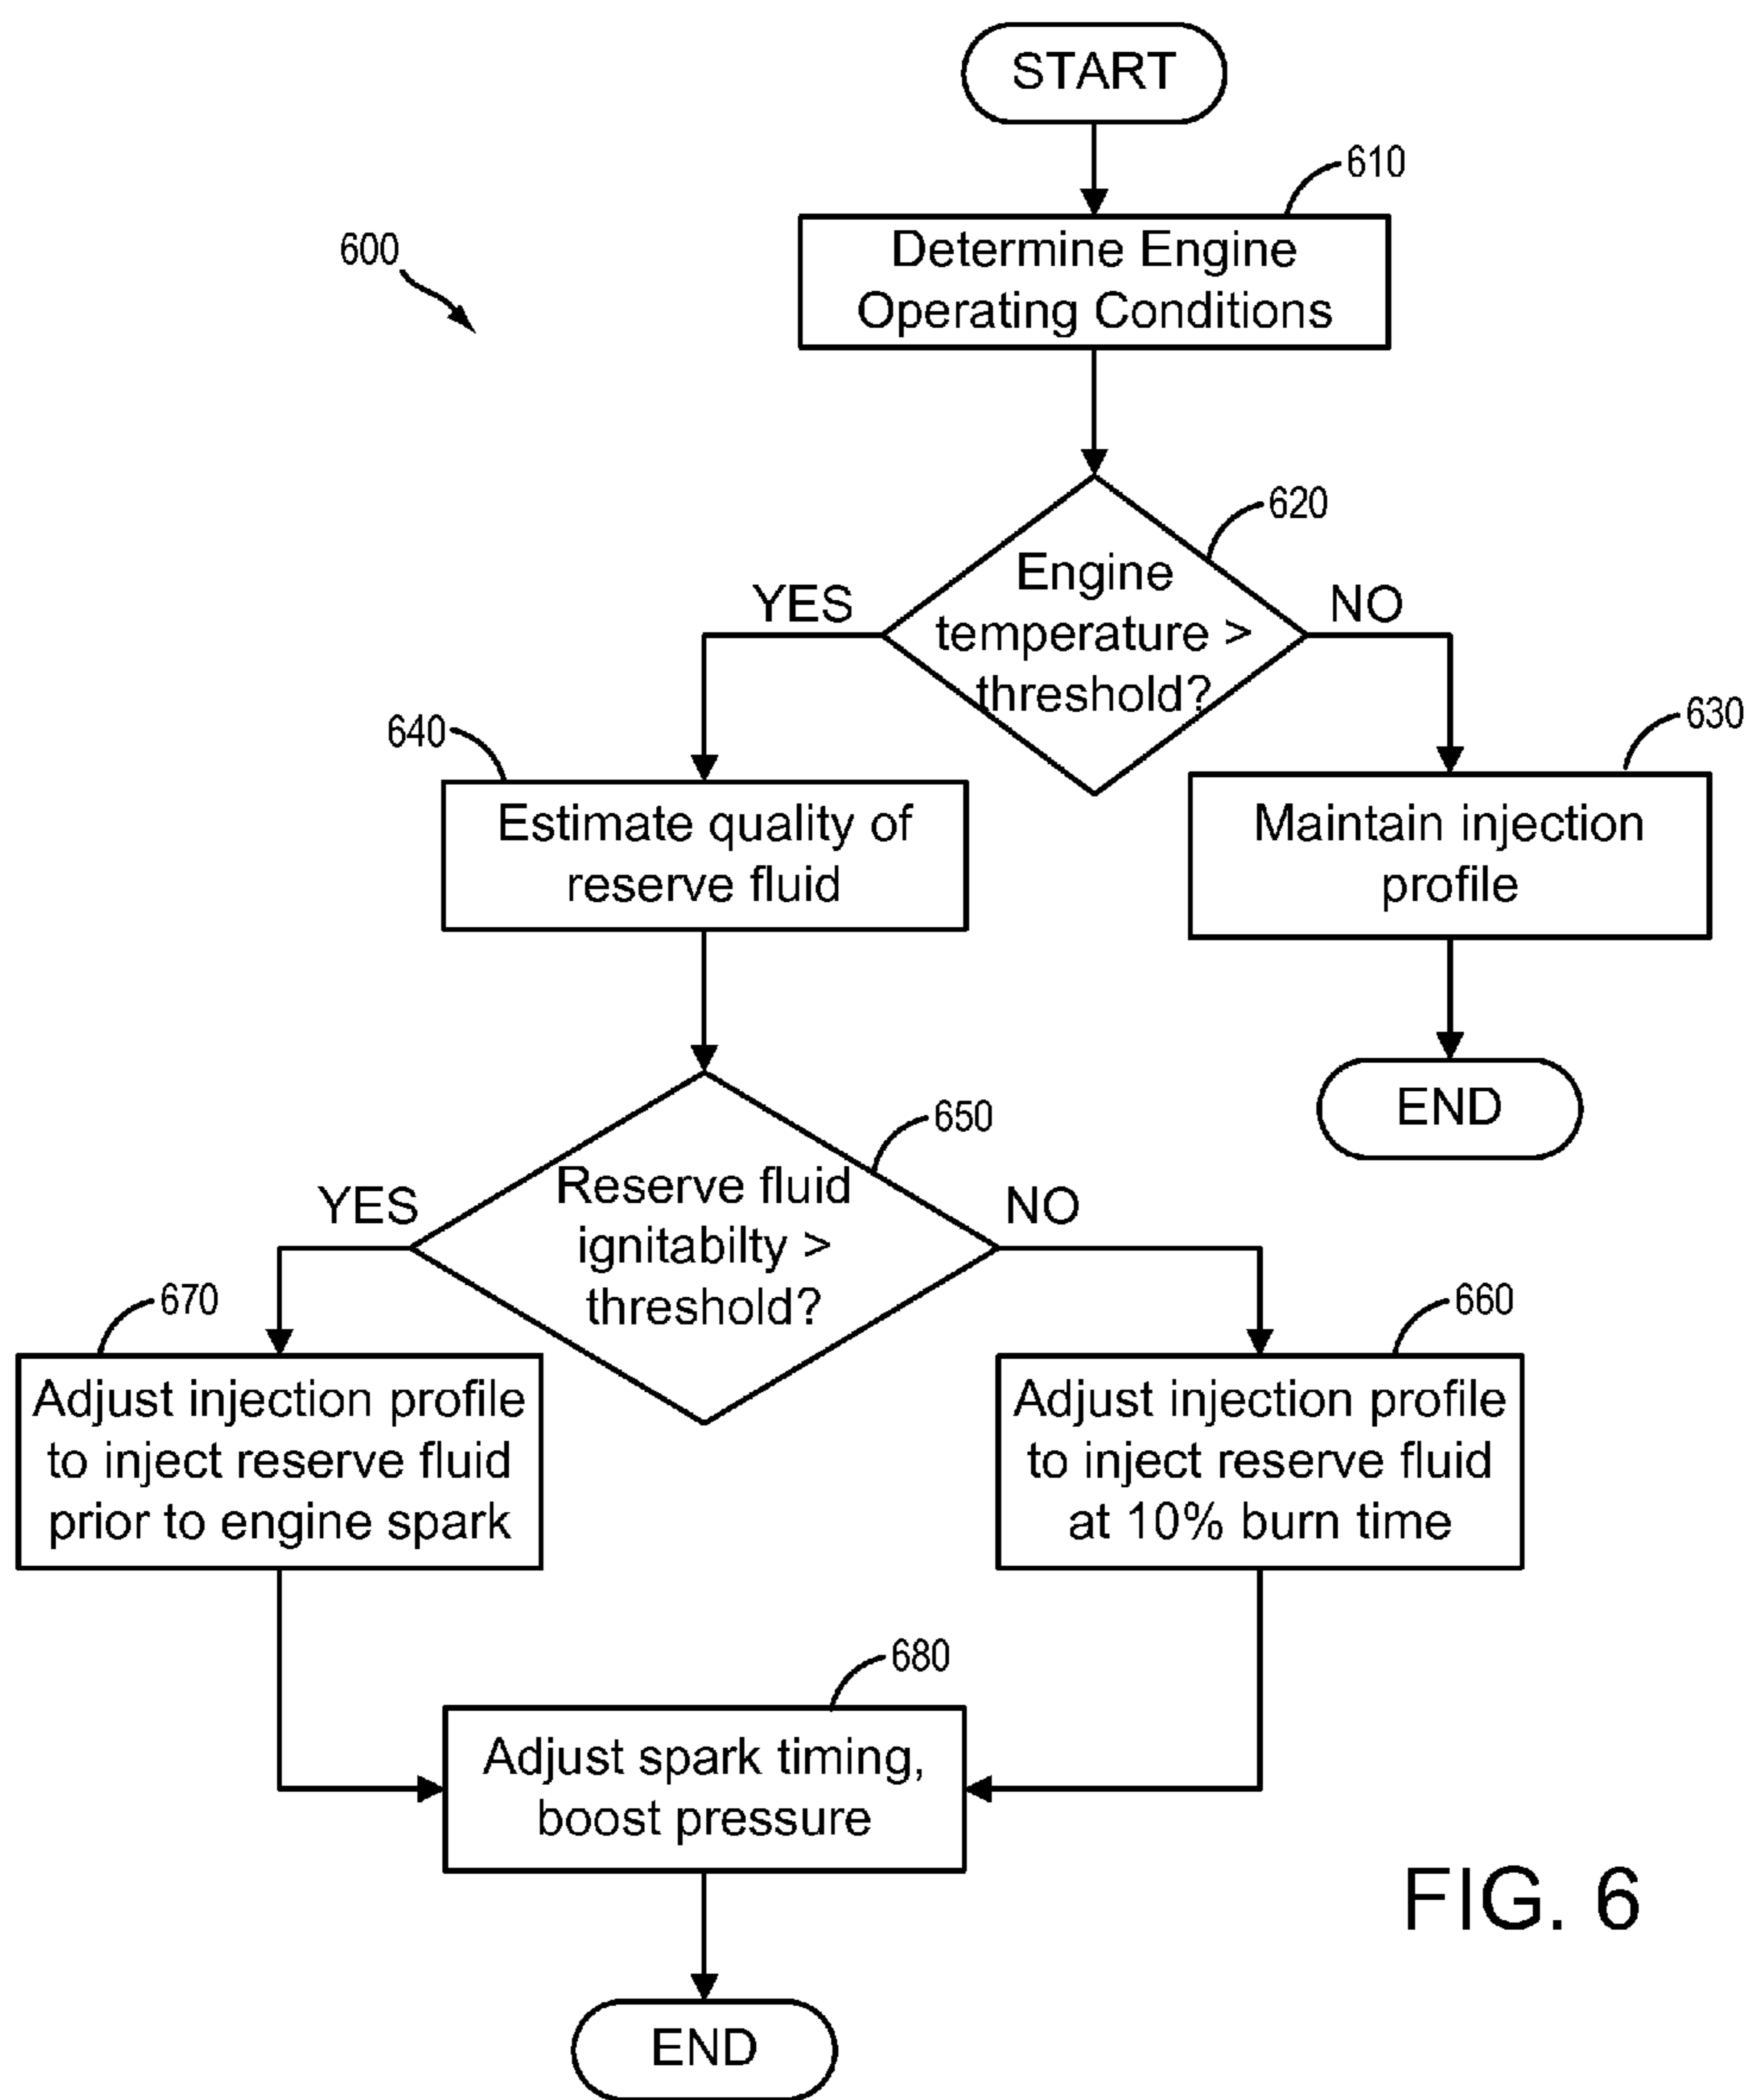 START
610
Determine Engine
Operating Conditions
600
620
Engine
temperature >
threshold?
YES
NO
630
Maintain injection
profile
END
640
Estimate quality of
reserve fluid
650
Reserve fluid
ignitabilty >
threshold?
YES
NO
670
Adjust injection profile
to inject reserve fluid
prior to engine spark
660
Adjust injection profile
to inject reserve fluid
at 10% burn time
680
Adjust spark timing,
boost pressure
END
FIG. 6